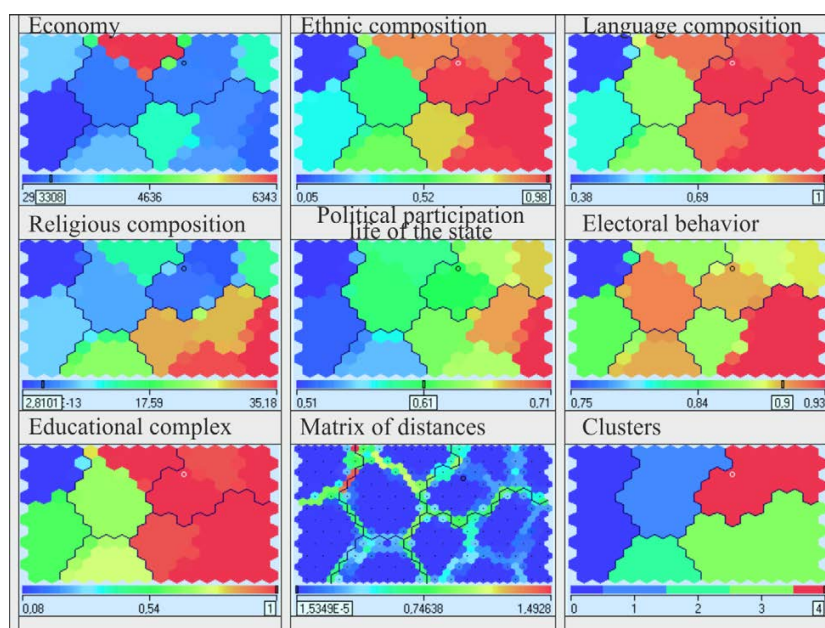 Economy
Ethnic composition
Language composition
29 3308 4636 6343
0.05 0.52 0.98
0.38 0.69 1
Religious composition
Political participation
life of the state
Electoral behavior
2.8101 E-13 17.59 35.18
0.51 0.61 0.71
0.75 0.84 0.9 0.93
Educational complex
Matrix of distances
Clusters
0.08 0.54 1
1.5349E-5 0.74638 1.4928
0 1 2 3 4